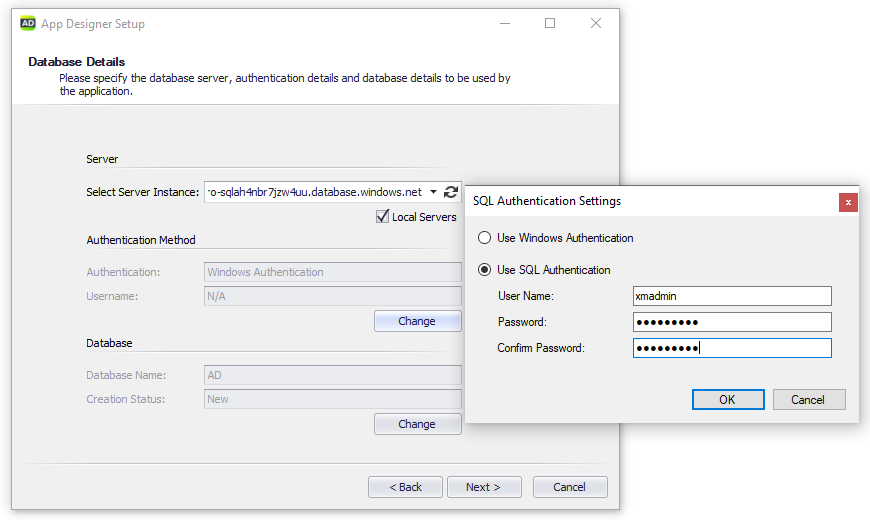 AD App Designer Setup
Database Details
Please specify the database server, authentication details and database details to be used by
the application.
Server
Select Server Instance: ro-sqlah4nbr7jzw4uu.database.windows.net
Local Servers
Authentication Method
Authentication: Windows Authentication
Username: N/A
Change
Database
Database Name: AD
Creation Status: New
Change
< Back Next > Cancel
SQL Authentication Settings
x
Use Windows Authentication
Use SQL Authentication
User Name: xmadmin
Password: ●●●●●●●●●
Confirm Password: ●●●●●●●●●
OK Cancel